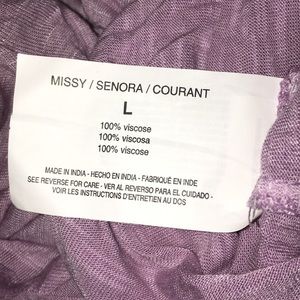 MISSY / SENORA / COURANT
L
100% viscose
100% viscosa
100% viscose
MADE IN INDIA - HECHO EN INDIA - FABRIQUÉ EN INDE
SEE REVERSE FOR CARE - VER AL REVERSO PARA EL CUIDADO -
VOIR LES INSTRUCTIONS D'ENTRETIEN AU DOS